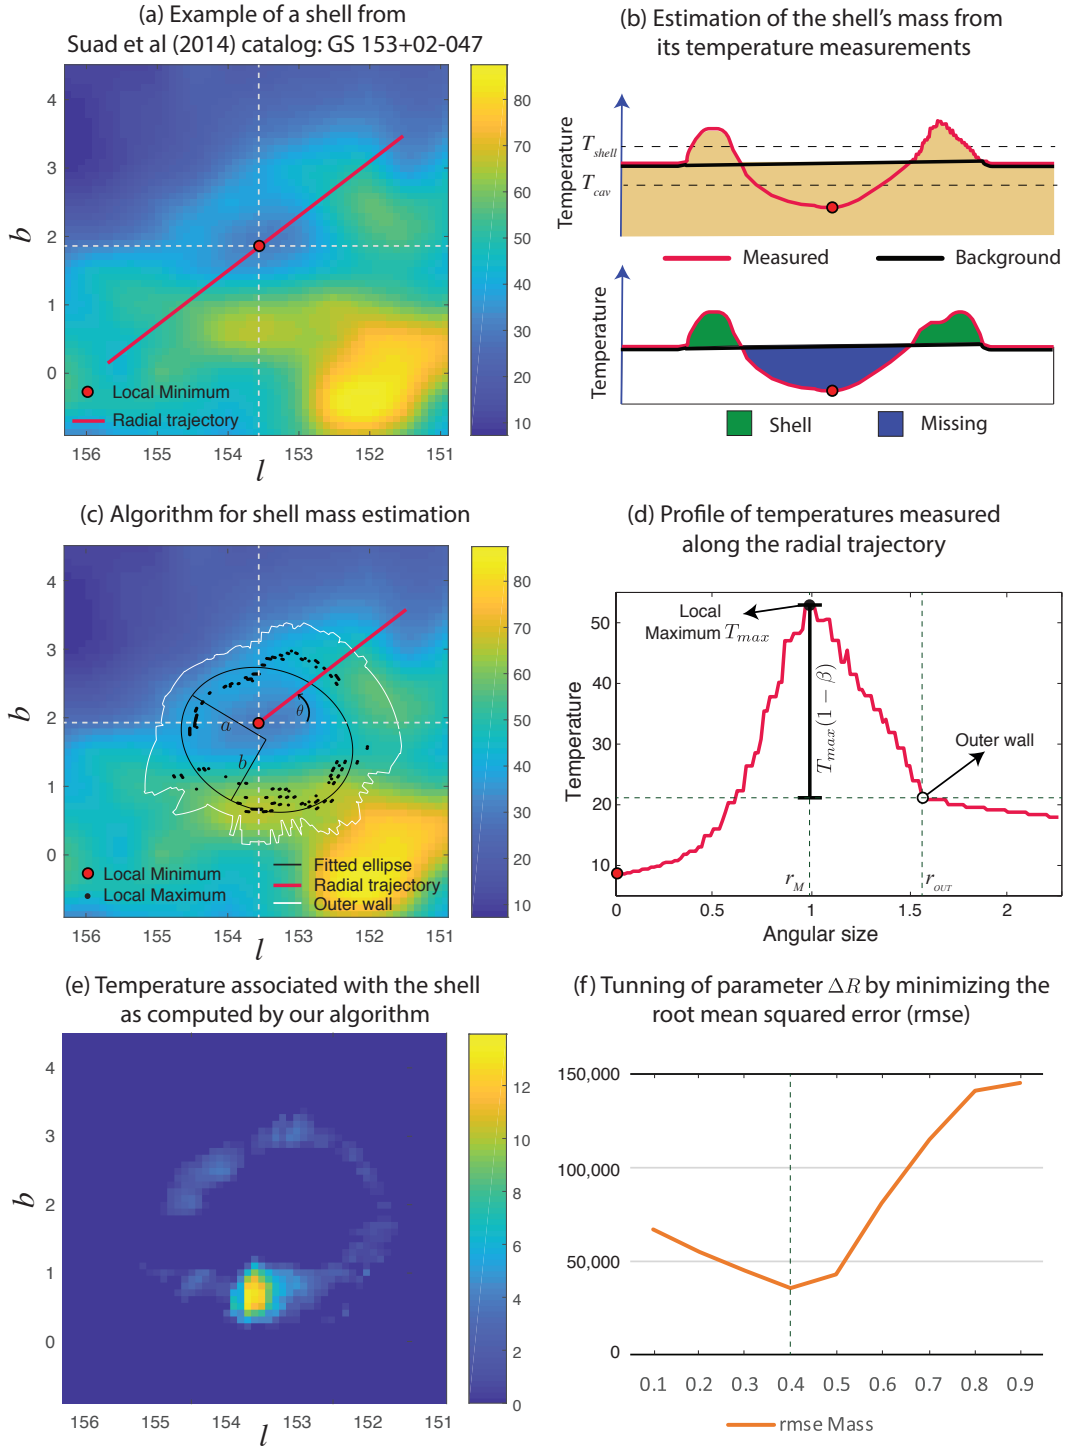 (a) Example of a shell from
Suad et al (2014) catalog: GS 153+02-047
4
3
2
1
0
b
156
155
154
153
152
151
l
80
70
60
50
40
30
20
10
Local Minimum
Radial trajectory
(b) Estimation of the shell's mass from
its temperature measurements
Temperature
T shell
T cav
Measured
Background
Temperature
Shell
Missing
(c) Algorithm for shell mass estimation
4
3
2
1
0
b
a
b
θ
156
155
154
153
152
151
l
80
70
60
50
40
30
20
10
Local Minimum
Local Maximum
Fitted ellipse
Radial trajectory
Outer wall
(d) Profile of temperatures measured
along the radial trajectory
Temperature
50
40
30
20
10
Local
Maximum T max
T max (1 − β)
Outer wall
r M
r OUT
0
0.5
1
1.5
2
Angular size
(e) Temperature associated with the shell
as computed by our algorithm
4
3
2
1
0
b
156
155
154
153
152
151
l
12
10
8
6
4
2
0
(f) Tunning of parameter ΔR by minimizing the
root mean squared error (rmse)
150,000
100,000
50,000
0
0.1 0.2 0.3 0.4 0.5 0.6 0.7 0.8 0.9
rmse Mass